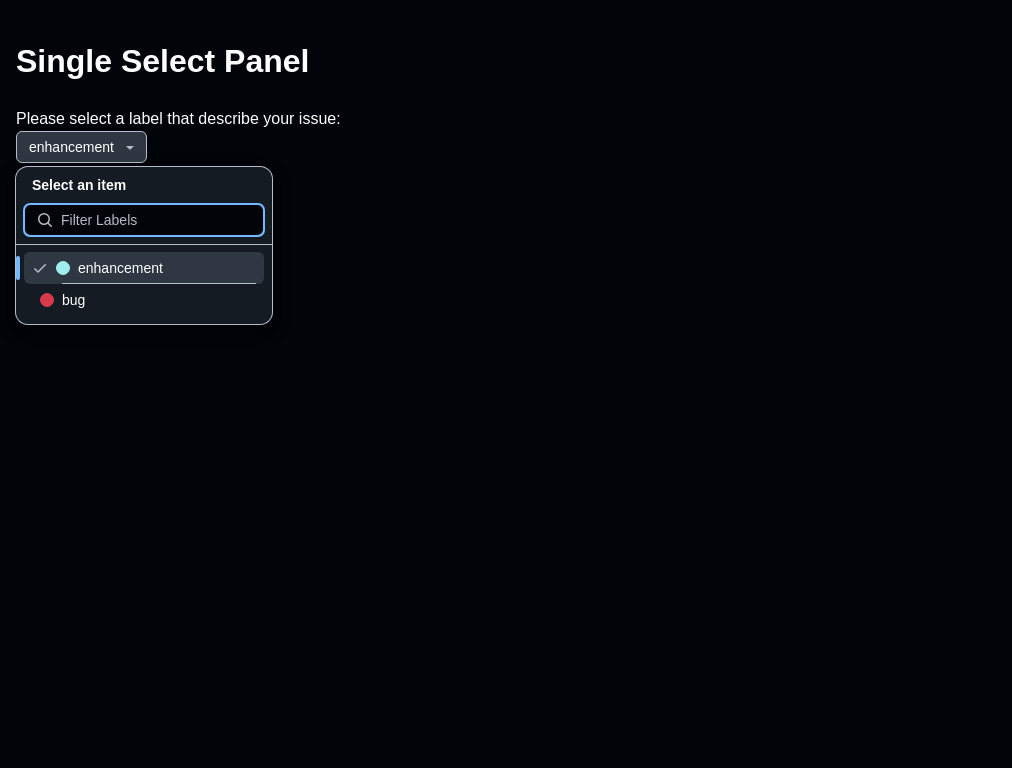 Single Select Panel
Please select a label that describe your issue:
enhancement
Select an item
Filter Labels
enhancement
bug